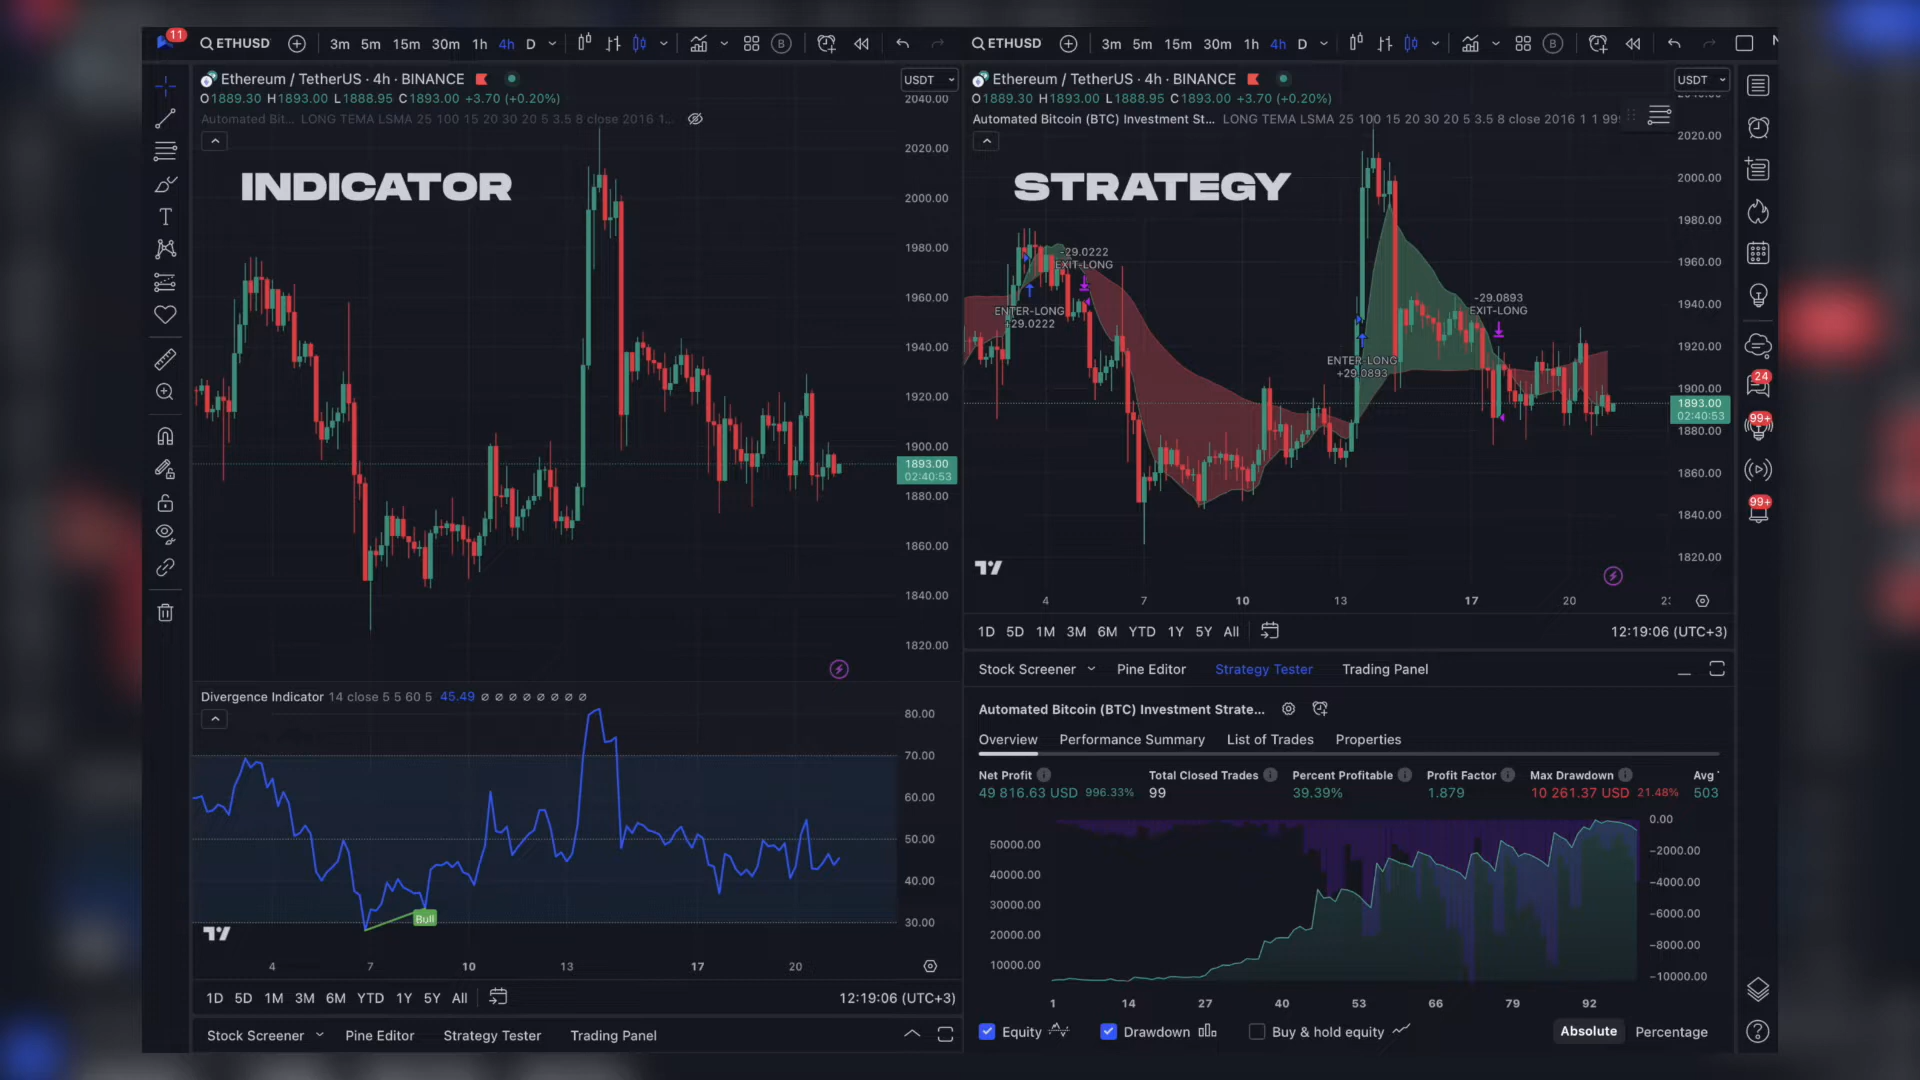 11
ETHUSD
3m 5m 15m 30m 1h 4h D
B
Ethereum / TetherUS · 4h · BINANCE
O1889.30 H1893.00 L1888.95 C1893.00 +3.70 (+0.20%)
Automated Bit... LONG TEMA LSMA 25 100 15 20 30 20 5 3.5 8 close 2016 1...
INDICATOR
USDT
2040.00
2020.00
2000.00
1980.00
1960.00
1940.00
1920.00
1900.00
1893.00
02:40:53
1880.00
1860.00
1840.00
1820.00
Divergence Indicator 14 close 5 5 60 5 45.49 ∅ ∅ ∅ ∅ ∅ ∅ ∅ ∅
80.00
70.00
60.00
50.00
40.00
30.00
Bull
4 7 10 13 17 20
1D 5D 1M 3M 6M YTD 1Y 5Y All
12:19:06 (UTC+3)
Stock Screener Pine Editor Strategy Tester Trading Panel
ETHUSD
3m 5m 15m 30m 1h 4h D
B
Ethereum / TetherUS · 4h · BINANCE
O1889.30 H1893.00 L1888.95 C1893.00 +3.70 (+0.20%)
Automated Bitcoin (BTC) Investment St... LONG TEMA LSMA 25 100 15 20 30 20 5 3.5 8 close 2016 1 1 999
STRATEGY
USDT
2020.00
2000.00
1980.00
1960.00
1940.00
1920.00
1900.00
1893.00
02:40:53
1880.00
1860.00
1840.00
1820.00
-29.0222
EXIT-LONG
ENTER-LONG
+29.0222
-29.0893
EXIT-LONG
ENTER-LONG
+29.0893
4 7 10 13 17 20
1D 5D 1M 3M 6M YTD 1Y 5Y All
12:19:06 (UTC+3)
Stock Screener Pine Editor Strategy Tester Trading Panel
Automated Bitcoin (BTC) Investment Strate...
Overview Performance Summary List of Trades Properties
Net Profit Total Closed Trades Percent Profitable Profit Factor Max Drawdown Avg
49 816.63 USD 996.33% 99 39.39% 1.879 10 261.37 USD 21.48% 503
50000.00
40000.00
30000.00
20000.00
10000.00
0.00
−2000.00
−4000.00
−6000.00
−8000.00
−10000.00
1 14 27 40 53 66 79 92
Equity Drawdown Buy & hold equity Absolute Percentage
24
99+
99+